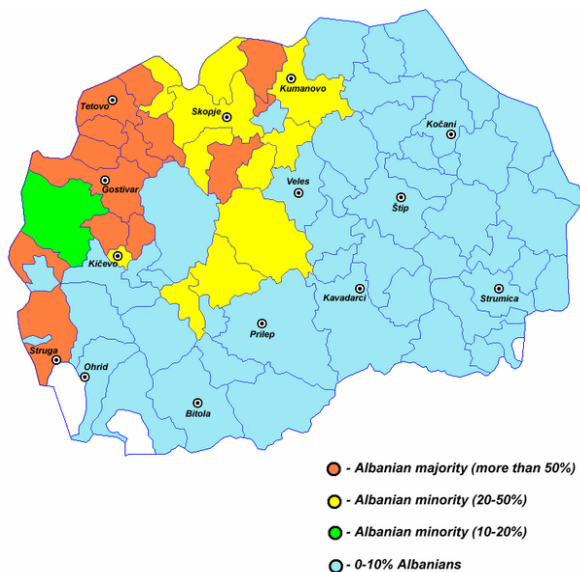 Kumanovo
Tetovo
Skopje
Kočani
Gostivar
Veles
Štip
Kičevo
Kavadarci
Strumica
Prilep
Struga
Ohrid
Bitola
- Albanian majority (more than 50%)
- Albanian minority (20-50%)
- Albanian minority (10-20%)
- 0-10% Albanians